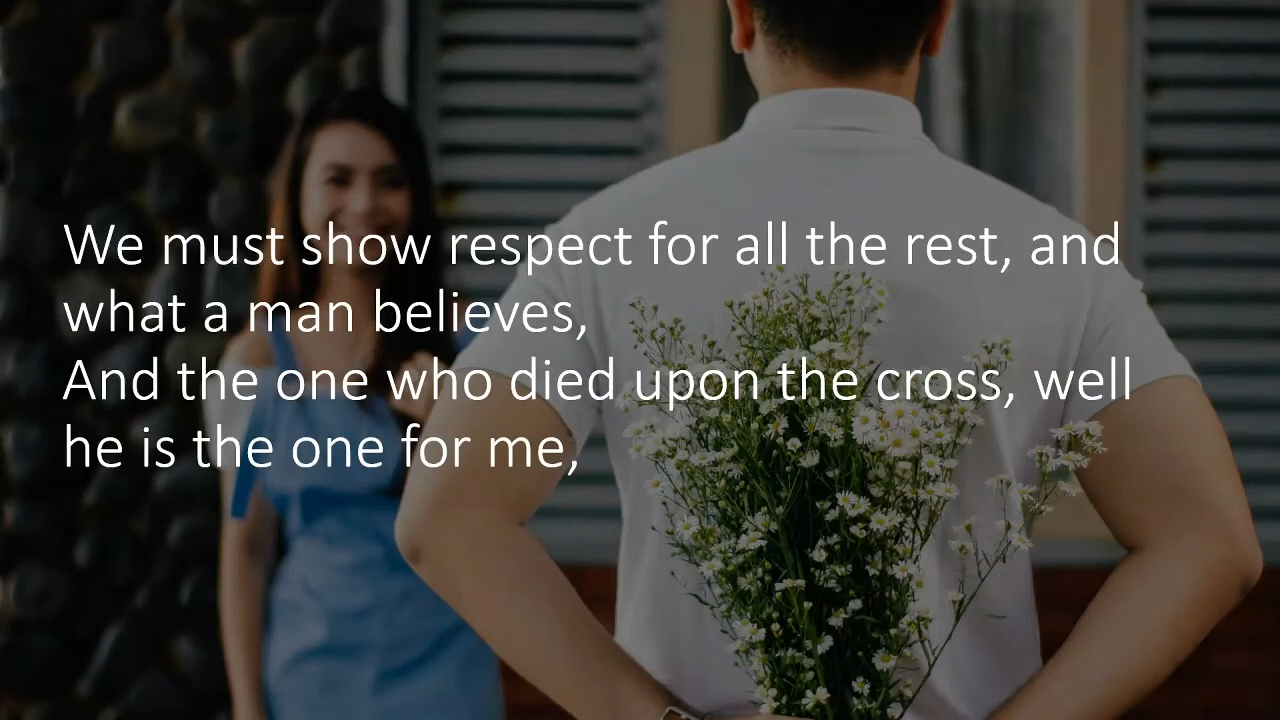 We must show respect for all the rest, and
what a man believes,
And the one who died upon the cross, well
he is the one for me,